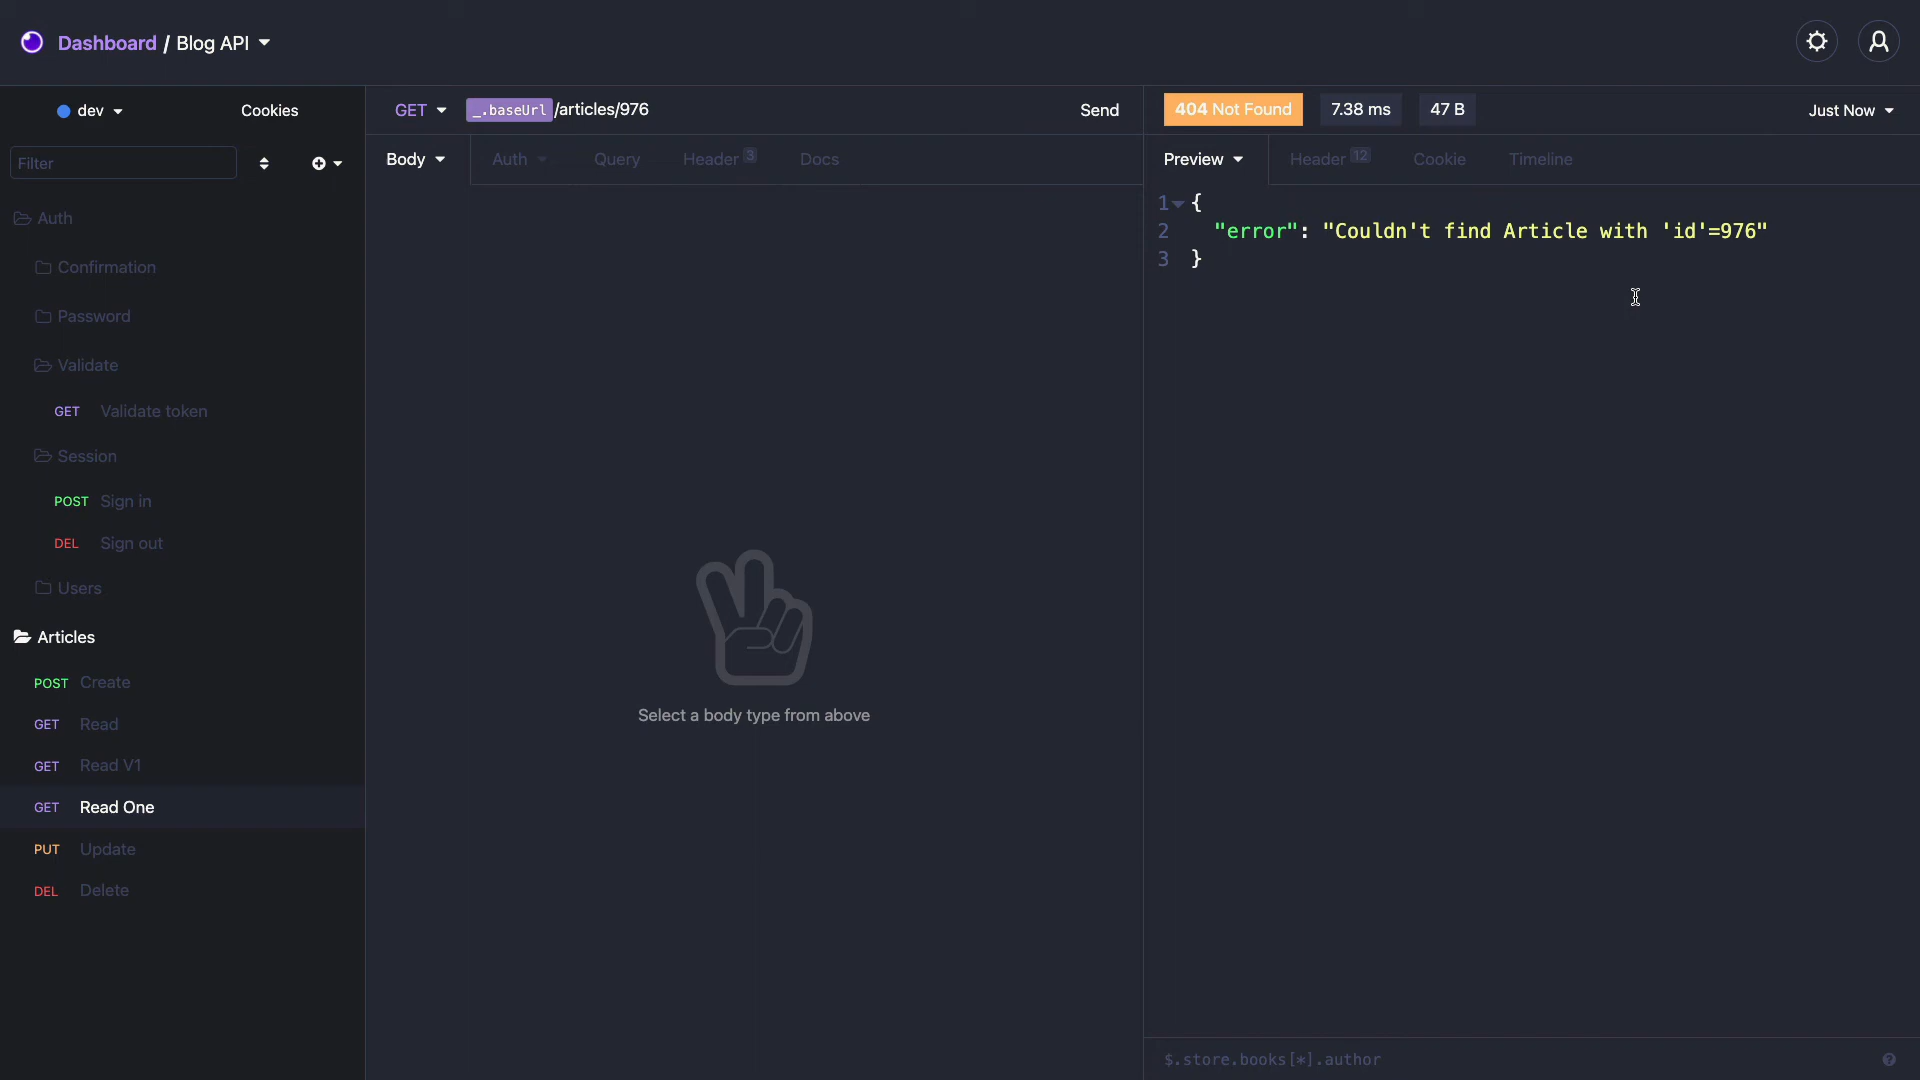 Dashboard / Blog API
dev
Cookies
Filter
Auth
Confirmation
Password
Validate
GET Validate token
Session
POST Sign in
DEL Sign out
Users
Articles
POST Create
GET Read
GET Read V1
GET Read One
PUT Update
DEL Delete
GET _.baseUrl /articles/976
Send
Body
Auth
Query
Header 3
Docs
Select a body type from above
404 Not Found
7.38 ms
47 B
Just Now
Preview
Header 12
Cookie
Timeline
1 {
2 "error": "Couldn't find Article with 'id'=976"
3 }
$.store.books[*].author